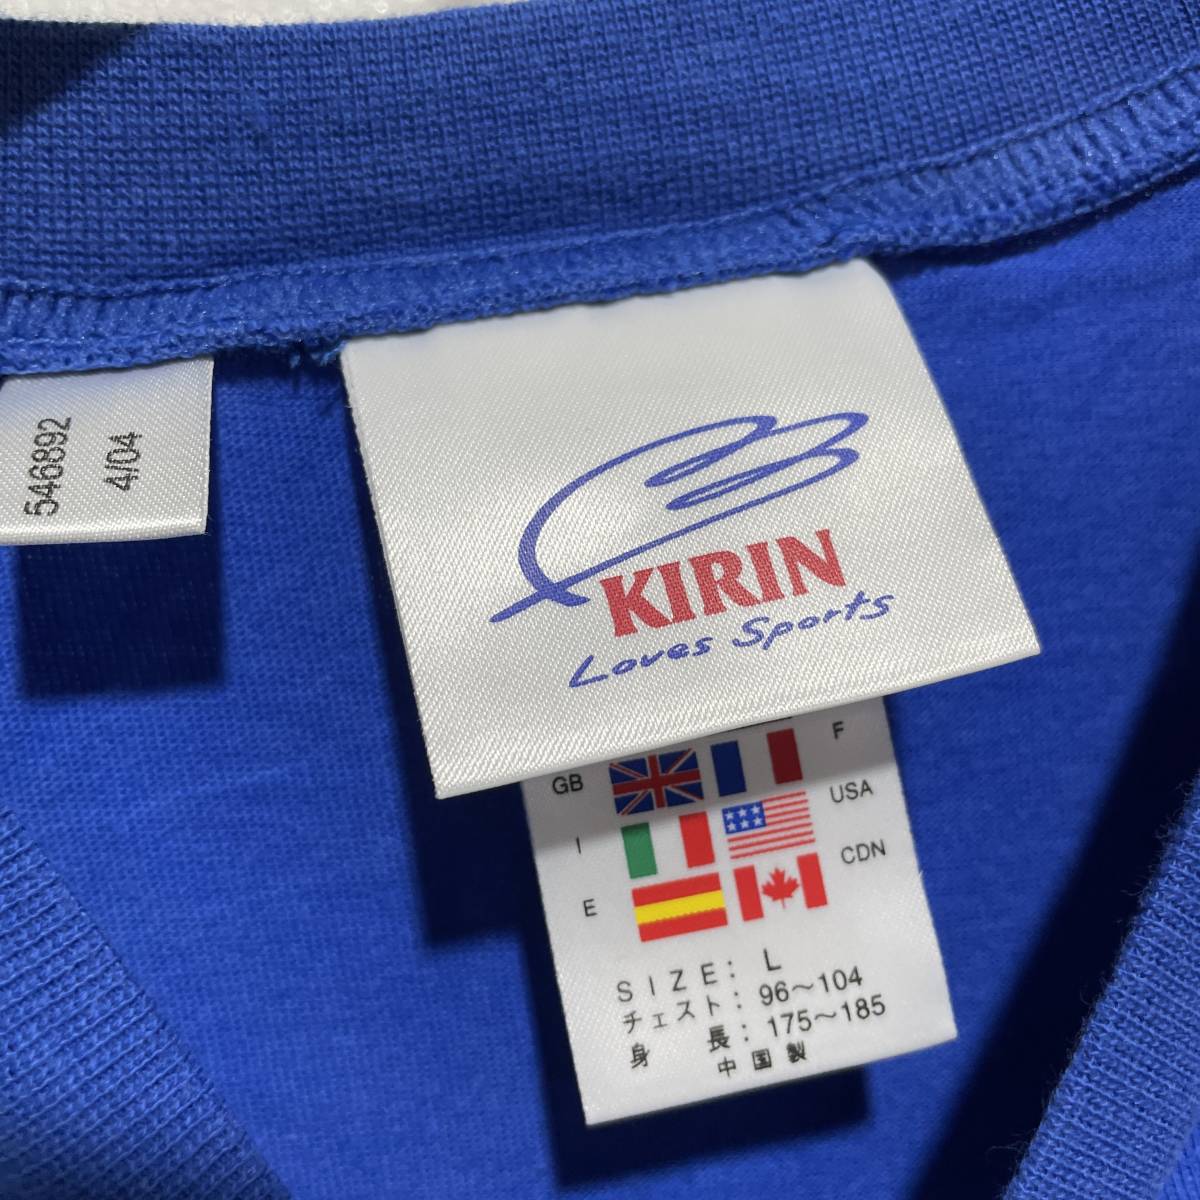 546892
4/04
KIRIN
Loves Sports
GB F
I USA
E CDN
SIZE: L
チェスト: 96～104
身 長: 175～185
中国製